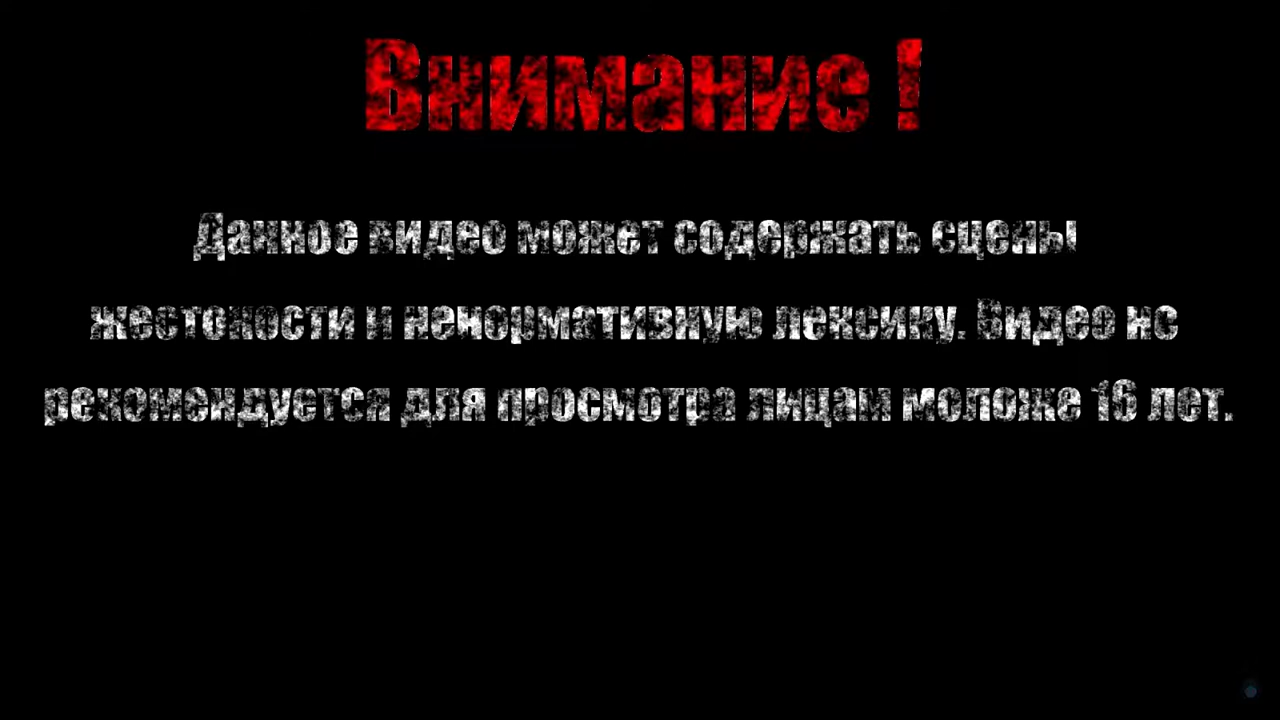 Внимание !
Данное видео может содержать сцены
жестокости и ненормативную лексику. Видео не
рекомендуется для просмотра лицам моложе 16 лет.